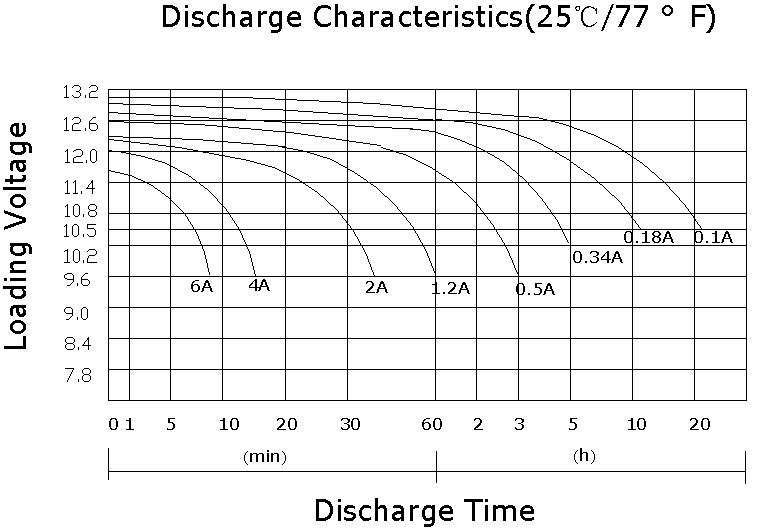 Discharge Characteristics(25℃/77 ° F)
Loading Voltage
13.2
12.6
12.0
11.4
10.8
10.5
10.2
9.6
9.0
8.4
7.8
6A 4A 2A 1.2A 0.5A 0.34A 0.18A 0.1A
0 1 5 10 20 30 60 2 3 5 10 20
(min) (h)
Discharge Time